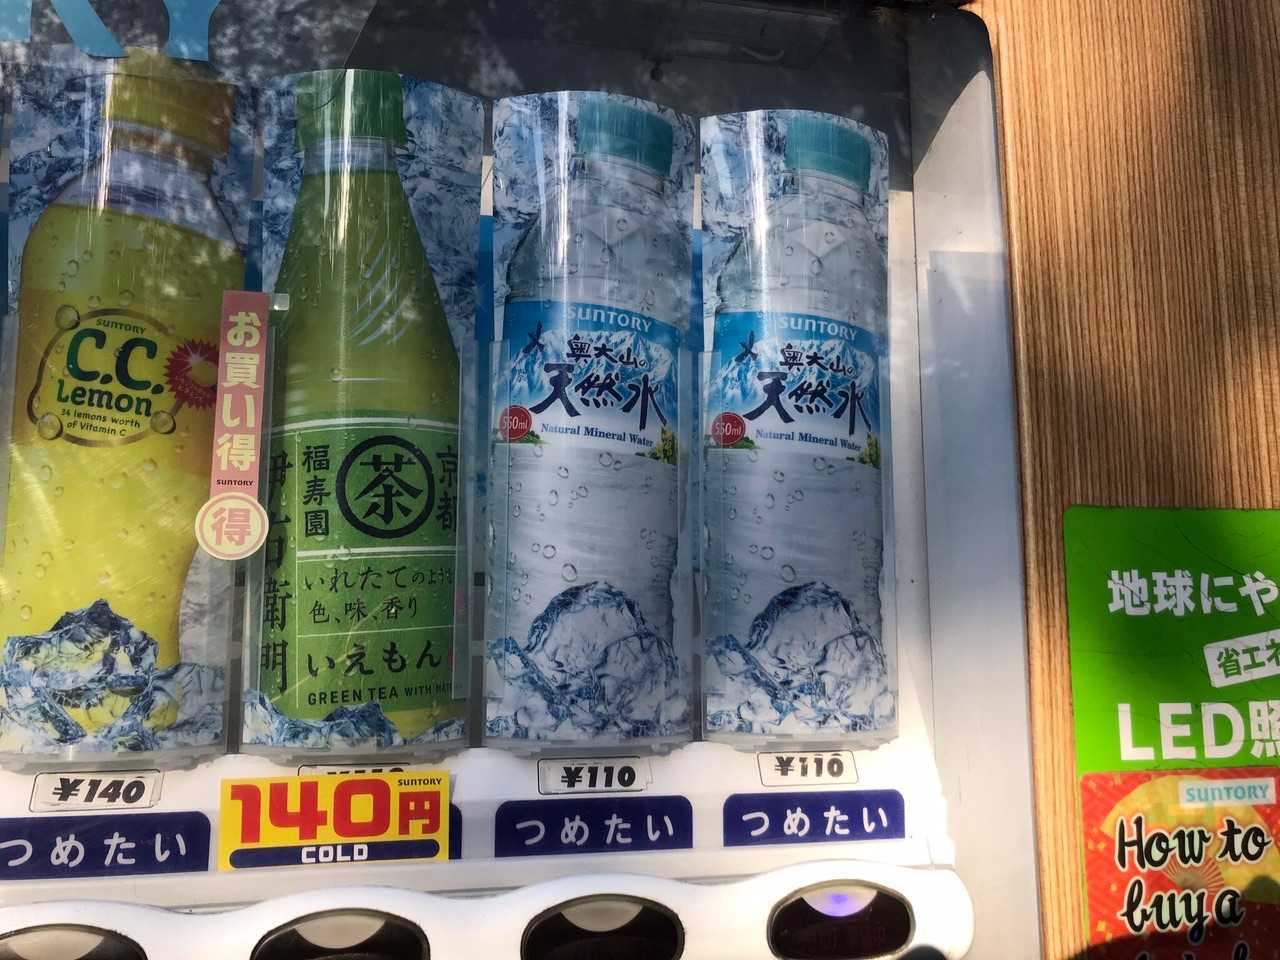 SUNTORY
C.C.
Lemon
34 lemons worth
of Vitamin C
お買い得
SUNTORY
得
京都
茶
福寿園
伊右衛門
いれたてのような
色、味、香り
いえもん
GREEN TEA WITH
SUNTORY
奥大山の
天然水
550ml
Natural Mineral Water
SUNTORY
奥大山の
天然水
550ml
Natural Mineral Water
¥140
つめたい
SUNTORY
140円
COLD
¥110
つめたい
¥110
つめたい
地球にや
省エネ
LED照
SUNTORY
How to
buy a